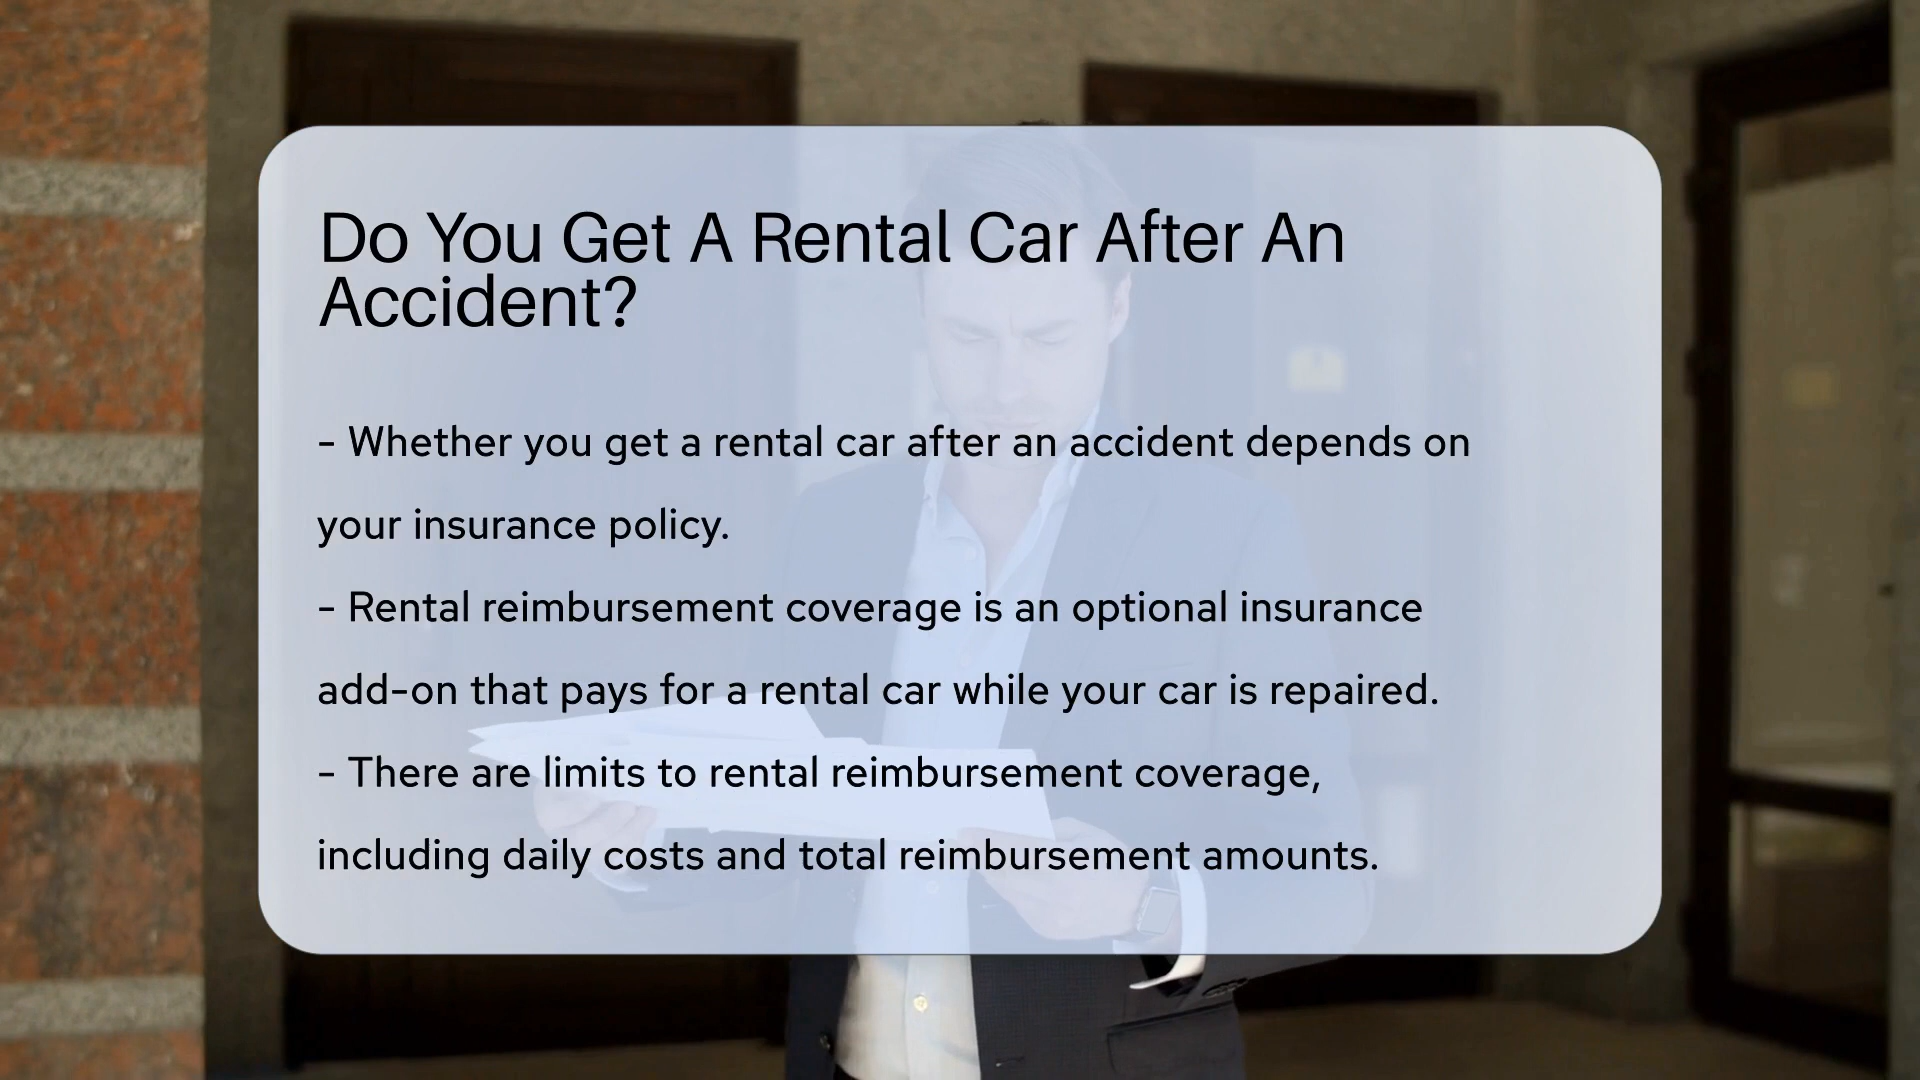 Do You Get A Rental Car After An
Accident?
- Whether you get a rental car after an accident depends on
your insurance policy.
- Rental reimbursement coverage is an optional insurance
add-on that pays for a rental car while your car is repaired.
- There are limits to rental reimbursement coverage,
including daily costs and total reimbursement amounts.